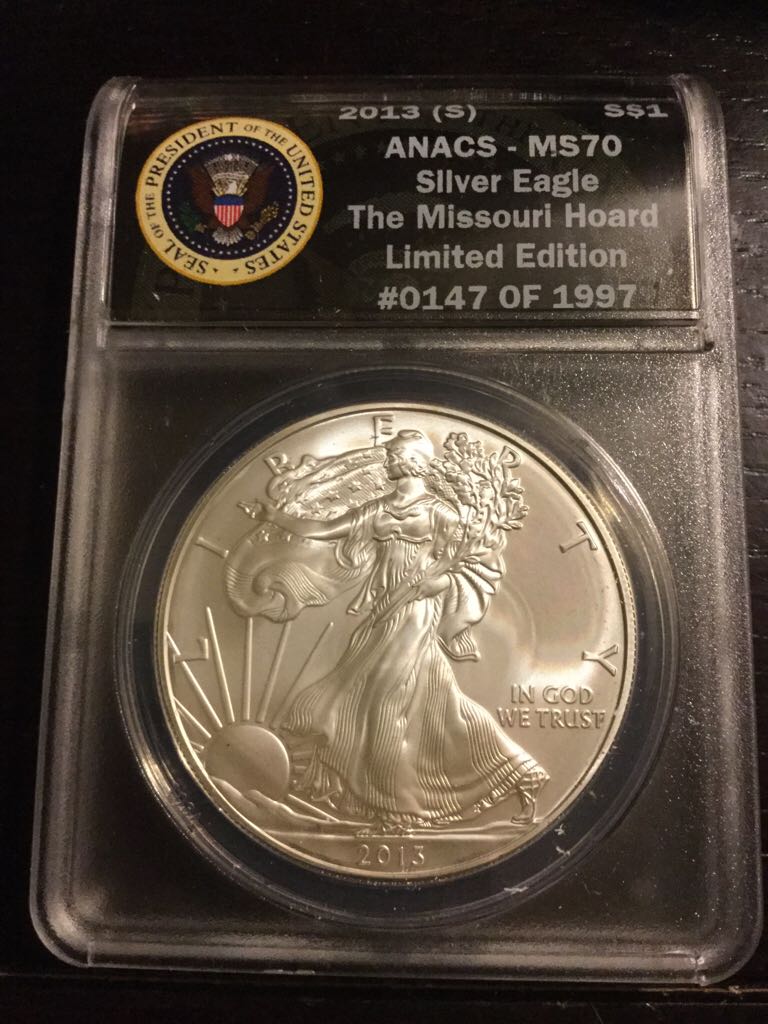 2013 (S) S$1
ANACS - MS70
Silver Eagle
The Missouri Hoard
Limited Edition
#0147 OF 1997
SEAL OF THE PRESIDENT OF THE UNITED STATES
LIBERTY
IN GOD
WE TRUST
2013